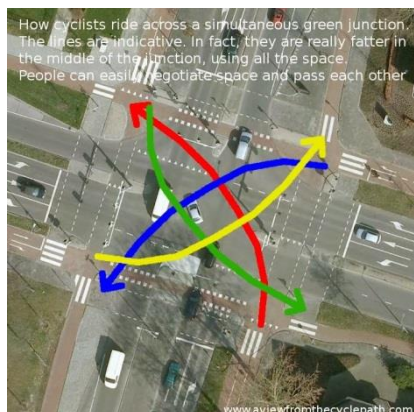 How cyclists ride across a simultaneous green junction.
The lines are indicative. In fact, they are really fatter in
the middle of the junction, using all the space.
People can easily negotiate space and pass each other
www.aviewfromthecyclepath.com